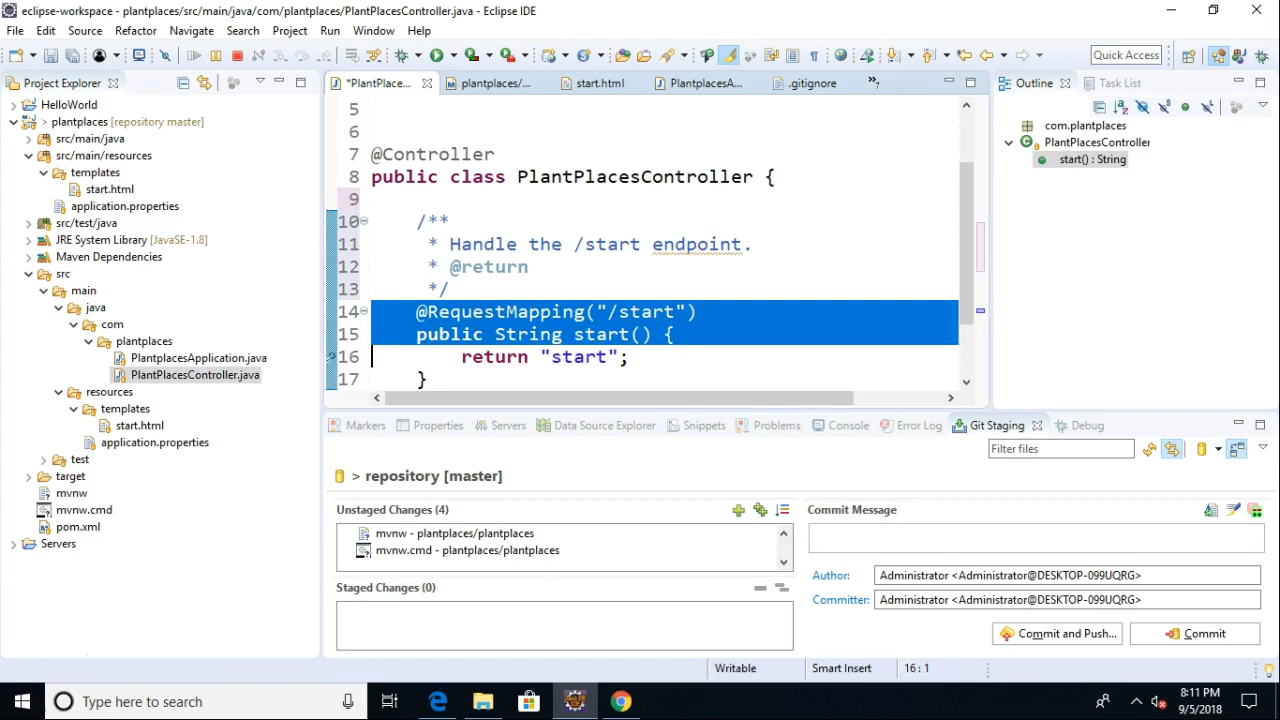 eclipse-workspace - plantplaces/src/main/java/com/plantplaces/PlantPlacesController.java - Eclipse IDE
File Edit Source Refactor Navigate Search Project Run Window Help
Quick Access
Project Explorer
*PlantPlace... plantplaces/... start.html PlantplacesA... .gitignore
Outline Task List
HelloWorld
> plantplaces [repository master]
src/main/java
src/main/resources
templates
start.html
application.properties
src/test/java
JRE System Library [JavaSE-1.8]
Maven Dependencies
src
main
java
com
plantplaces
PlantplacesApplication.java
PlantPlacesController.java
resources
templates
start.html
application.properties
test
target
mvnw
mvnw.cmd
pom.xml
Servers
5
6
7 @Controller
8 public class PlantPlacesController {
9
10 /**
11 * Handle the /start endpoint.
12 * @return
13 */
14 @RequestMapping("/start")
15 public String start() {
16 return "start";
17 }
com.plantplaces
PlantPlacesController
start() : String
Markers Properties Servers Data Source Explorer Snippets Problems Console Error Log Git Staging Debug
Filter files
> repository [master]
Unstaged Changes (4)
mvnw - plantplaces/plantplaces
mvnw.cmd - plantplaces/plantplaces
Staged Changes (0)
Commit Message
Author: Administrator <Administrator@DESKTOP-099UQRG>
Committer: Administrator <Administrator@DESKTOP-099UQRG>
Commit and Push... Commit
Writable Smart Insert 16 : 1
Type here to search
8:11 PM
9/5/2018